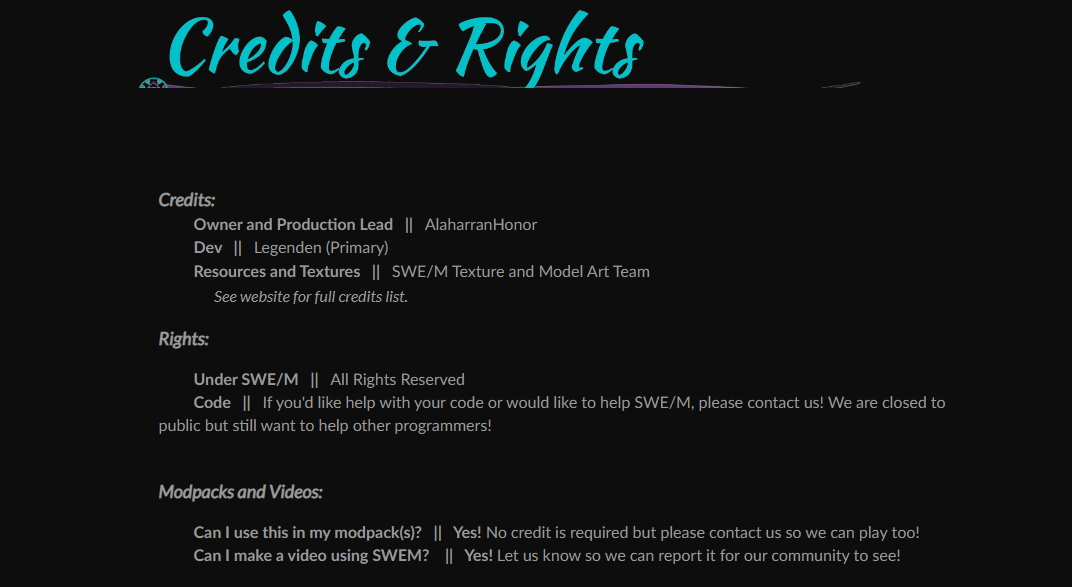 Credits & Rights
Credits:
Owner and Production Lead || AlaharranHonor
Dev || Legenden (Primary)
Resources and Textures || SWE/M Texture and Model Art Team
See website for full credits list.
Rights:
Under SWE/M || All Rights Reserved
Code || If you'd like help with your code or would like to help SWE/M, please contact us! We are closed to
public but still want to help other programmers!
Modpacks and Videos:
Can I use this in my modpack(s)? || Yes! No credit is required but please contact us so we can play too!
Can I make a video using SWEM? || Yes! Let us know so we can report it for our community to see!